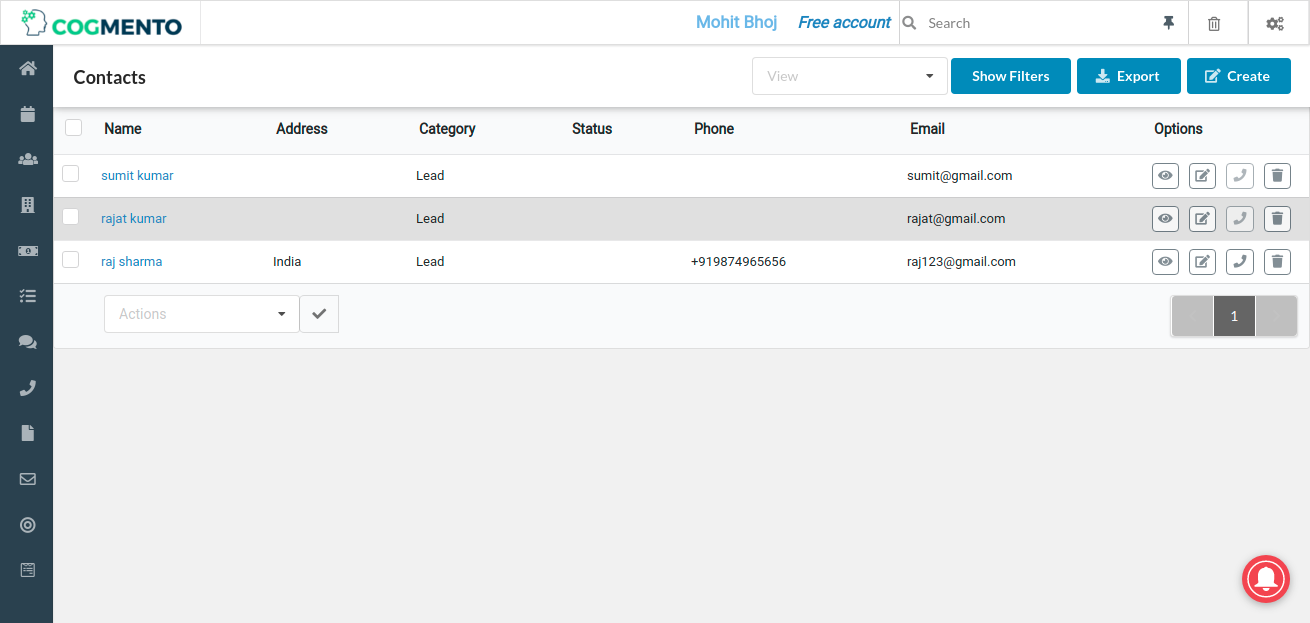 COGMENTO Mohit Bhoj Free account Search
Contacts View Show Filters Export Create
Name Address Category Status Phone Email Options
sumit kumar Lead sumit@gmail.com
rajat kumar Lead rajat@gmail.com
raj sharma India Lead +919874965656 raj123@gmail.com
Actions 1